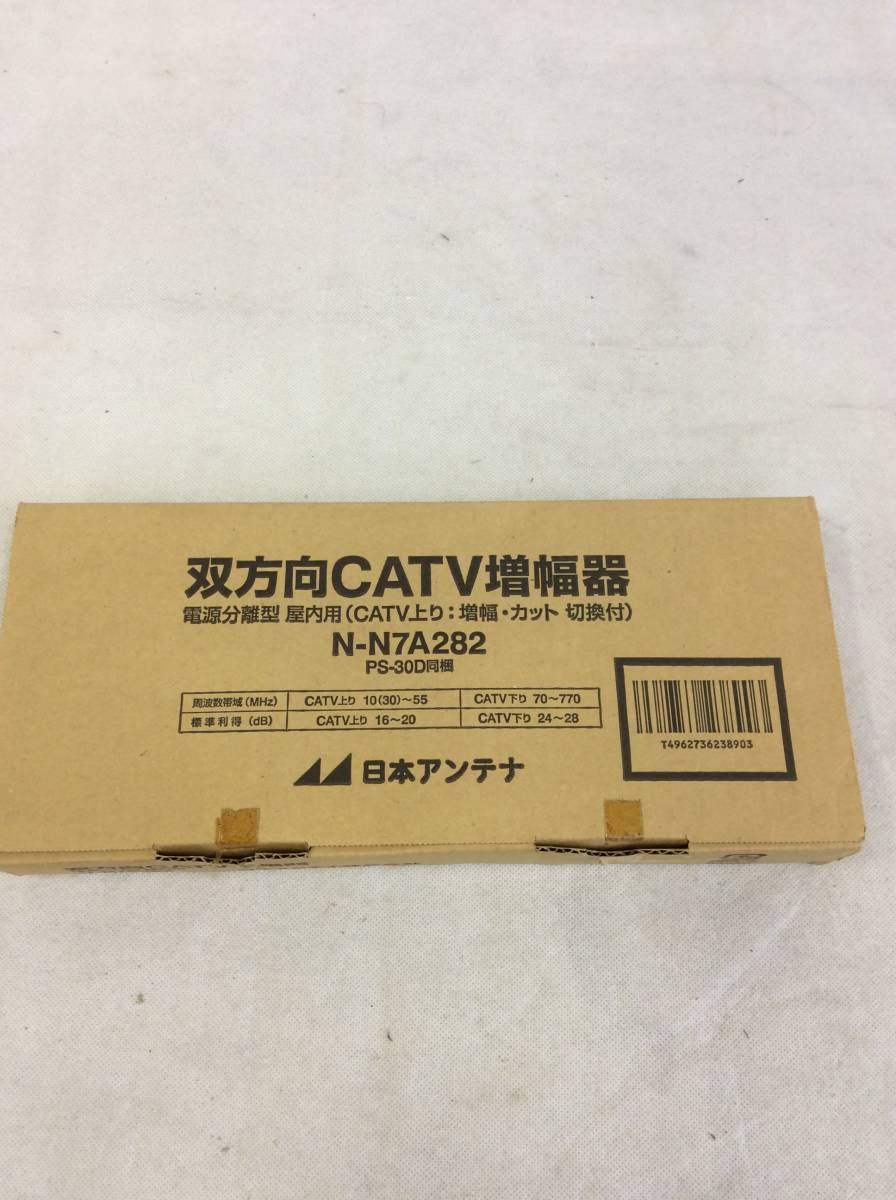 双方向CATV増幅器
電源分離型 屋内用(CATV上り:増幅・カット 切換付)
N-N7A282
PS-30D同梱
周波数帯域(MHz) CATV上り 10(30)~55 CATV下り 70~770
標準利得(dB) CATV上り 16~20 CATV下り 24~28
T4962736238903
日本アンテナ